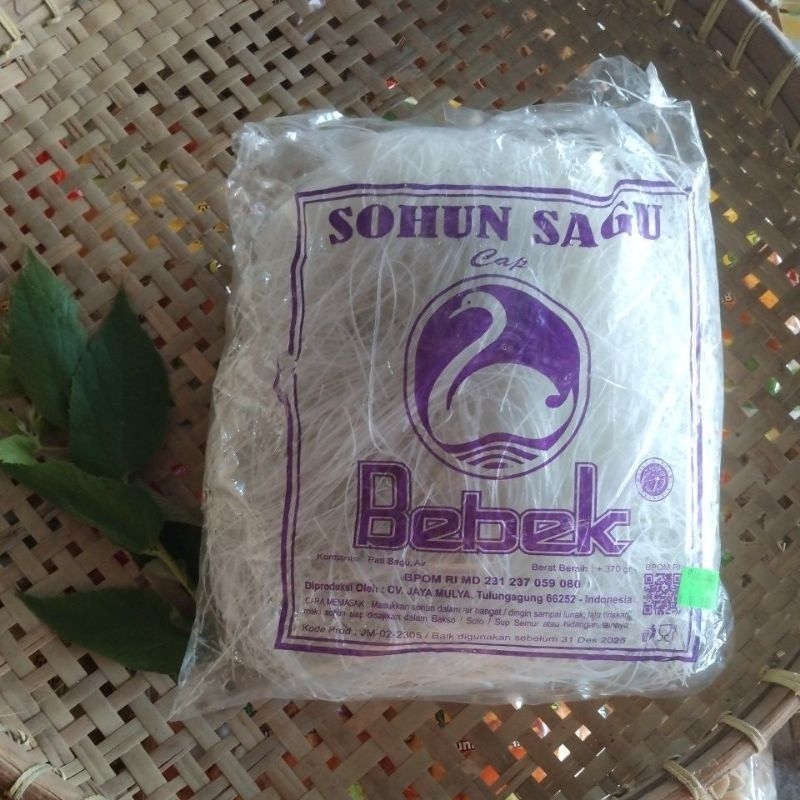 SOHUN SAGU
Cap
Bebek
Komposisi : Pati Sagu, Air
Berat Bersih : ± 370 gr
BPOM RI
BPOM RI MD 231 237 059 080
Diproduksi Oleh : CV. JAYA MULYA, Tulungagung 66252 - Indonesia
CARA MEMASAK : Masukkan sohun dalam air hangat / dingin sampai lunak, lalu tiriskan,
maka sohun siap disajikan dalam Bakso / Soto / Sup Semur atau hidangan lainnya
Kode Prod : JM-02-2305 / Baik digunakan sebelum 31 Des 2025